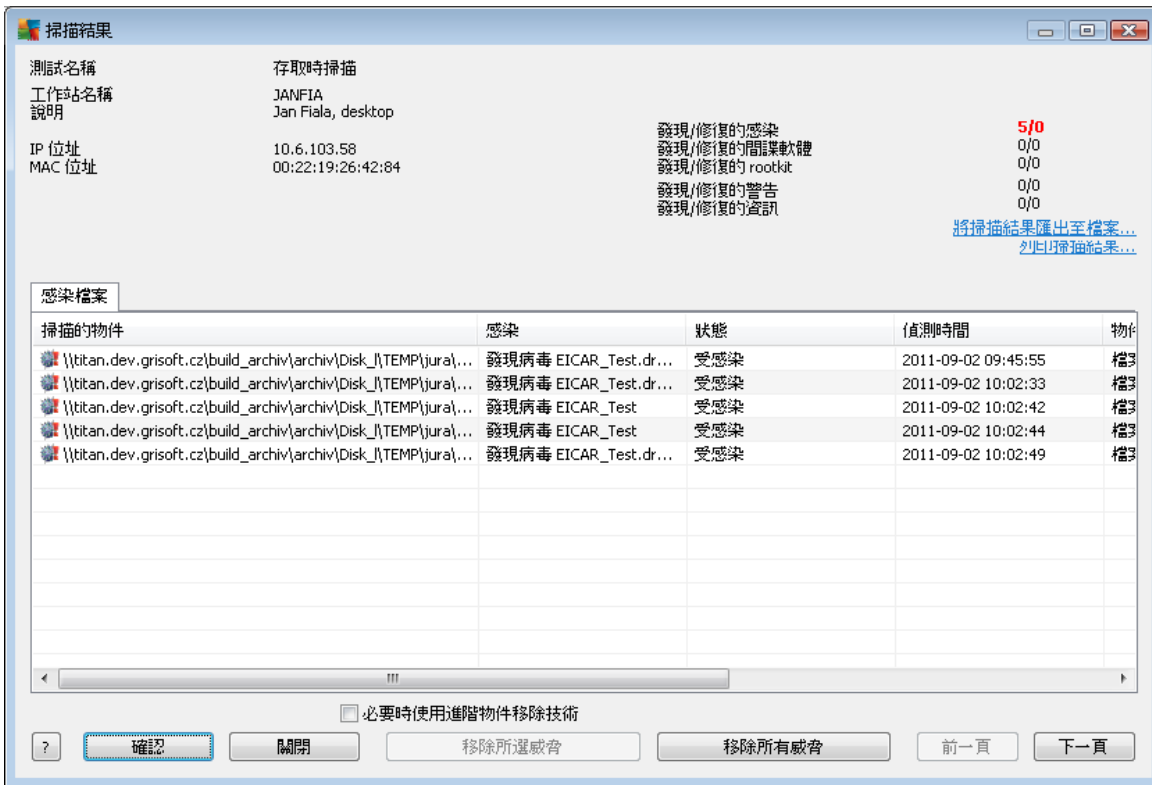 掃描結果
測試名稱 存取時掃描
工作站名稱 JANFIA
說明 Jan Fiala, desktop
IP 位址 10.6.103.58
MAC 位址 00:22:19:26:42:84
發現/修復的感染 5/0
發現/修復的間諜軟體 0/0
發現/修復的 rootkit 0/0
發現/修復的警告 0/0
發現/修復的資訊 0/0
將掃描結果匯出至檔案...
列印掃描結果...
感染檔案
掃描的物件 感染 狀態 偵測時間 物件
\\titan.dev.grisoft.cz\build_archiv\archiv\Disk_I\TEMP\jura\... 發現病毒 EICAR_Test.dr... 受感染 2011-09-02 09:45:55 檔案
\\titan.dev.grisoft.cz\build_archiv\archiv\Disk_I\TEMP\jura\... 發現病毒 EICAR_Test.dr... 受感染 2011-09-02 10:02:33 檔案
\\titan.dev.grisoft.cz\build_archiv\archiv\Disk_I\TEMP\jura\... 發現病毒 EICAR_Test 受感染 2011-09-02 10:02:42 檔案
\\titan.dev.grisoft.cz\build_archiv\archiv\Disk_I\TEMP\jura\... 發現病毒 EICAR_Test 受感染 2011-09-02 10:02:44 檔案
\\titan.dev.grisoft.cz\build_archiv\archiv\Disk_I\TEMP\jura\... 發現病毒 EICAR_Test.dr... 受感染 2011-09-02 10:02:49 檔案
必要時使用進階物件移除技術
? 確認 關閉 移除所選威脅 移除所有威脅 前一頁 下一頁